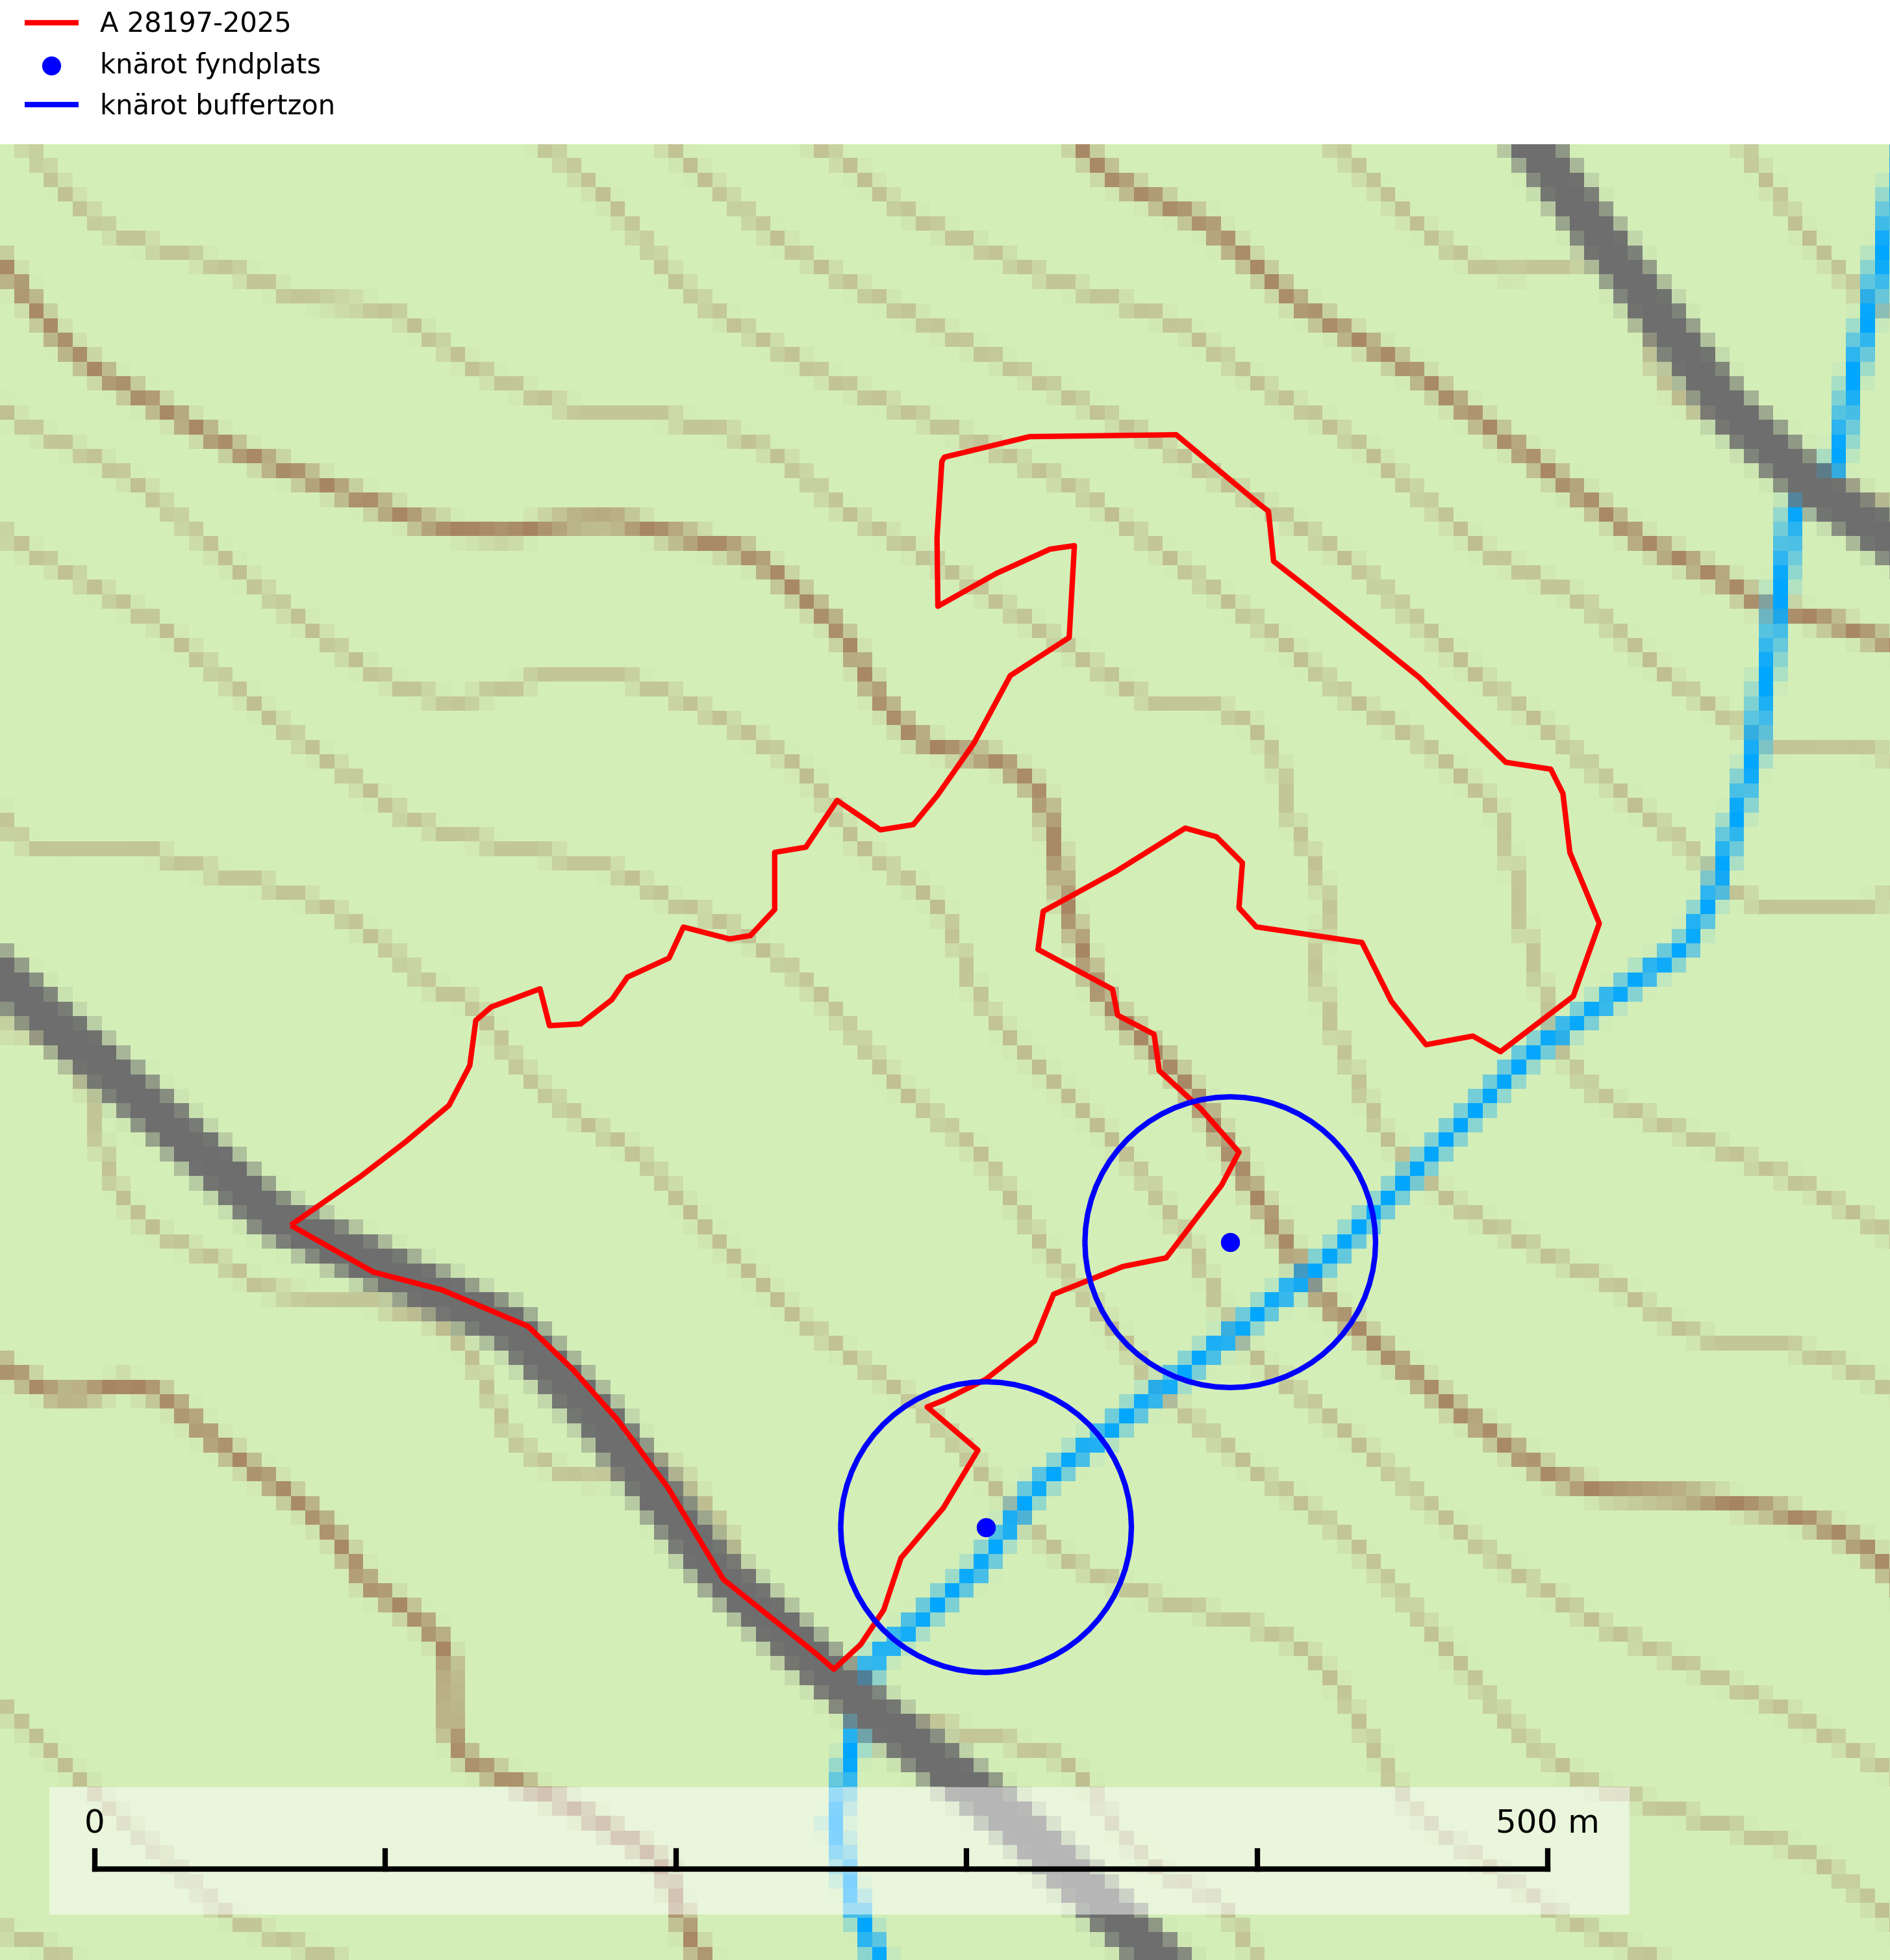 A 28197-2025
knärot fyndplats
knärot buffertzon
0
500 m